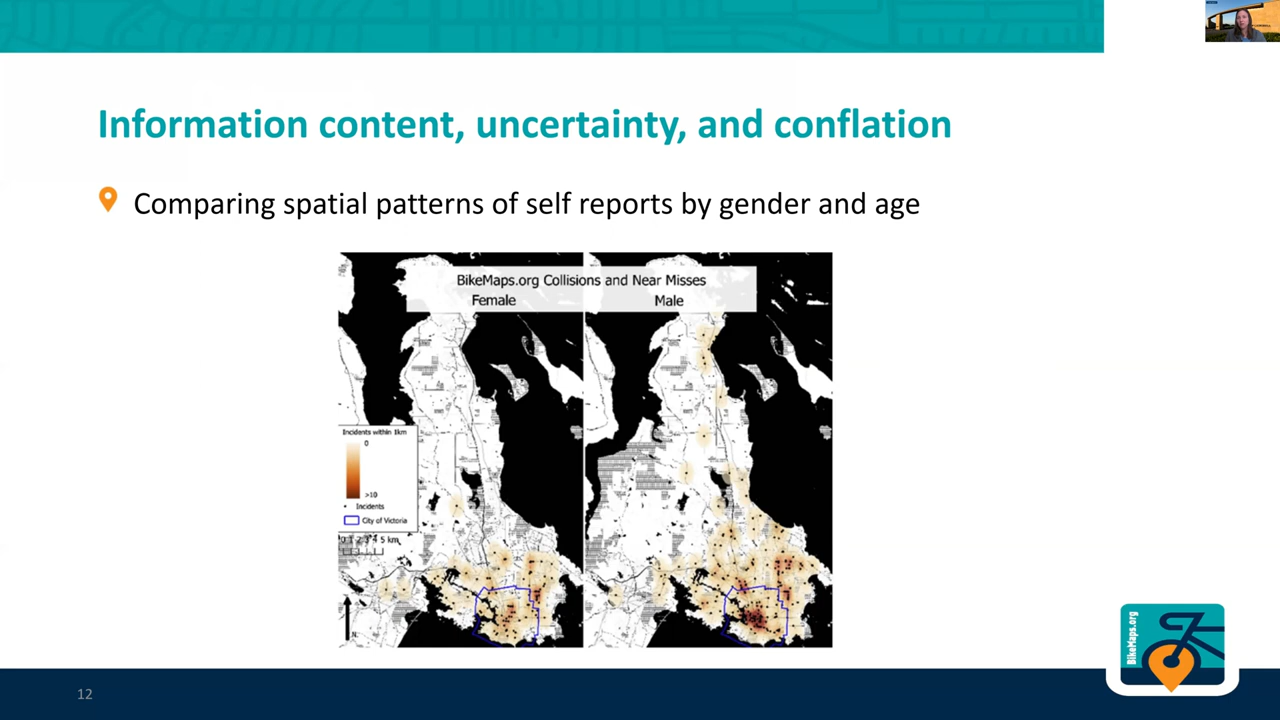 Information content, uncertainty, and conflation
Comparing spatial patterns of self reports by gender and age
BikeMaps.org Collisions and Near Misses
Female Male
Incidents within 1km
0
>10
Incidents
City of Victoria
0 1 2 3 4 5 km
N
BikeMaps.org
12